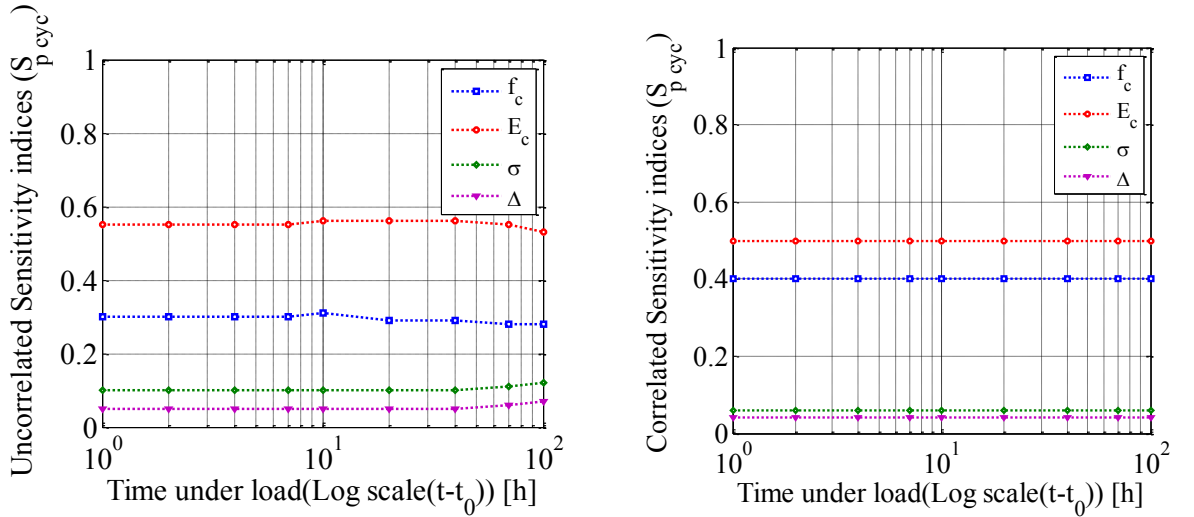 Uncorrelated Sensitivity indices (S_p cyc)
1
0.8
0.6
0.4
0.2
0
10^0
10^1
10^2
Time under load(Log scale(t-t_0)) [h]
f_c
E_c
σ
Δ
Correlated Sensitivity indices (S_p cyc)
1
0.8
0.6
0.4
0.2
0
10^0
10^1
10^2
Time under load(Log scale(t-t_0)) [h]
f_c
E_c
σ
Δ